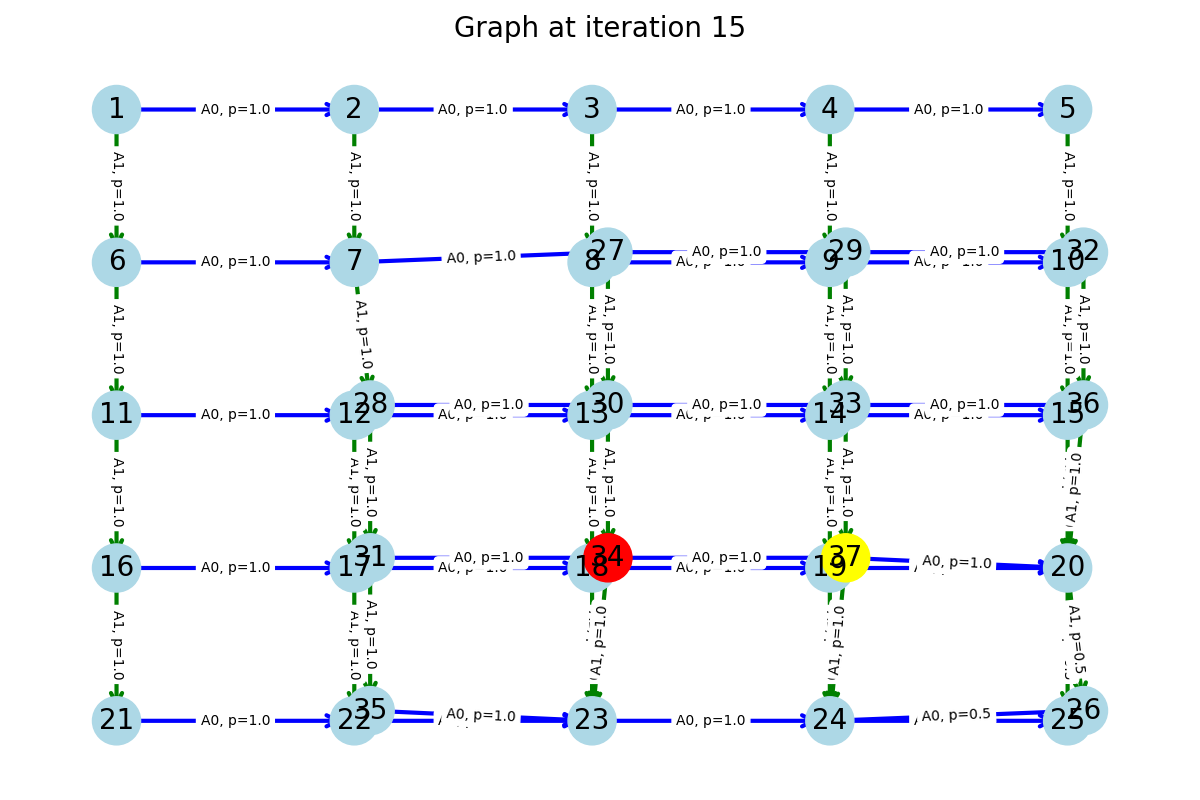 Graph at iteration 15
1 A0, p=1.0 2 A0, p=1.0 3 A0, p=1.0 4 A0, p=1.0 5
A1, p=1.0 A1, p=1.0 A1, p=1.0 A1, p=1.0 A1, p=1.0
27 A0, p=1.0 29 A0, p=1.0 32
6 A0, p=1.0 7 A0, p=1.0 8 A0, p=1.0 9 A0, p=1.0 10
A1, p=1.0 A1, p=1.0 A1, p=1.0 A1, p=1.0 A1, p=1.0 A1, p=1.0 A1, p=1.0 A1, p=1.0
28 A0, p=1.0 30 A0, p=1.0 33 A0, p=1.0 36
11 A0, p=1.0 12 A0, p=1.0 13 A0, p=1.0 14 A0, p=1.0 15
A1, p=1.0 A1, p=1.0 A1, p=1.0 A1, p=1.0 A1, p=1.0 A1, p=1.0 A1, p=1.0 A1, p=1.0 A1, p=1.0
31 A0, p=1.0 34 A0, p=1.0 37 A0, p=1.0
16 A0, p=1.0 17 A0, p=1.0 18 A0, p=1.0 19 20
A1, p=1.0 A1, p=1.0 A1, p=1.0 A1, p=1.0 A1, p=1.0 A1, p=0.5
35 A0, p=1.0 A0, p=0.5 26
21 A0, p=1.0 22 23 A0, p=1.0 24 25